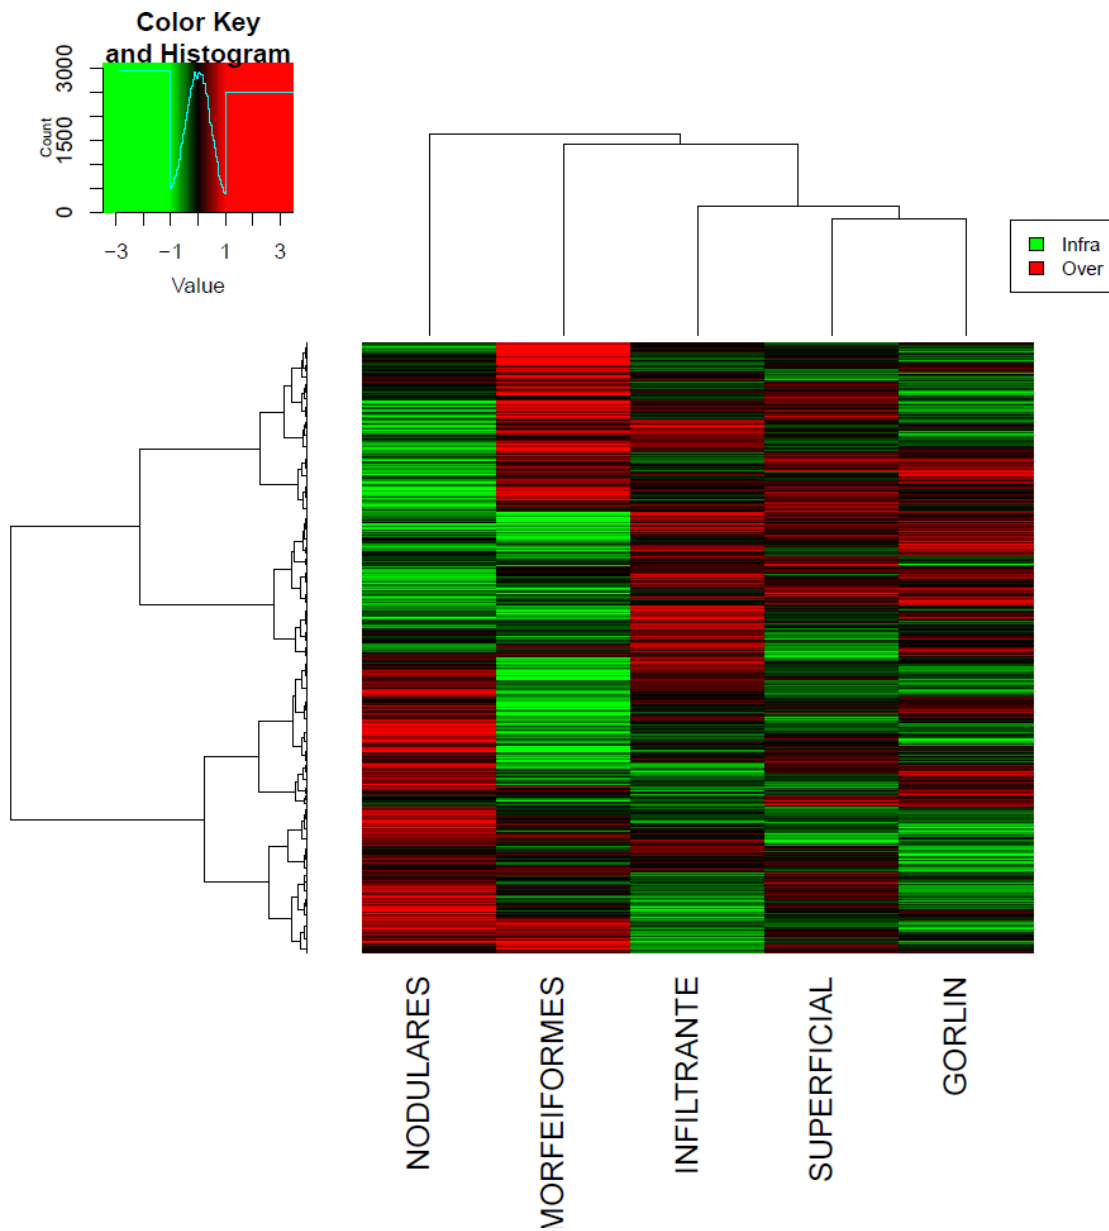 Color Key
and Histogram
Count
0
1500
3000
−3
−1
1
3
Value
Infra
Over
NODULARES
MORFEIFORMES
INFILTRANTE
SUPERFICIAL
GORLIN